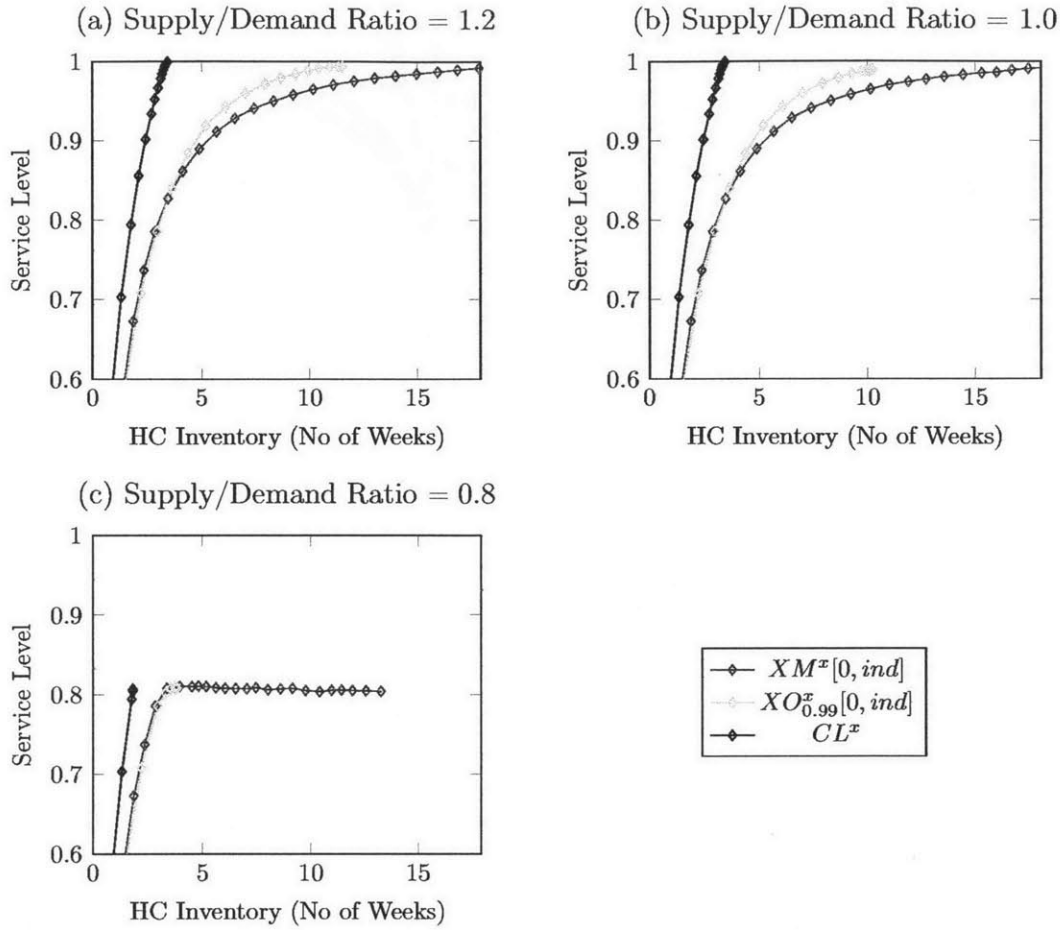 (a) Supply/Demand Ratio = 1.2
1
0.9
0.8
0.7
0.6
Service Level
0 5 10 15
HC Inventory (No of Weeks)
(b) Supply/Demand Ratio = 1.0
1
0.9
0.8
0.7
0.6
Service Level
0 5 10 15
HC Inventory (No of Weeks)
(c) Supply/Demand Ratio = 0.8
1
0.9
0.8
0.7
0.6
Service Level
0 5 10 15
HC Inventory (No of Weeks)
XM^x[0, ind]
XO^x_{0.99}[0, ind]
CL^x